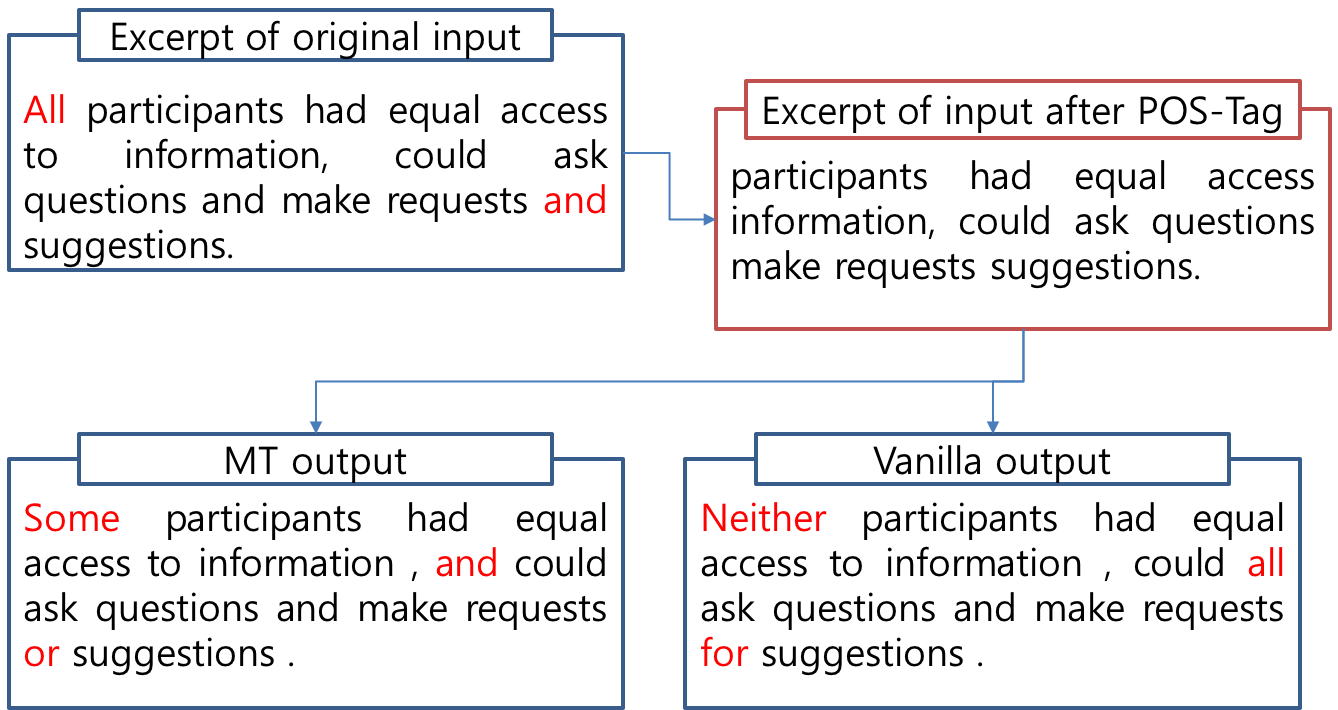 Excerpt of original input
All participants had equal access
to information, could ask
questions and make requests and
suggestions.
Excerpt of input after POS-Tag
participants had equal access
information, could ask questions
make requests suggestions.
MT output
Some participants had equal
access to information , and could
ask questions and make requests
or suggestions .
Vanilla output
Neither participants had equal
access to information , could all
ask questions and make requests
for suggestions .